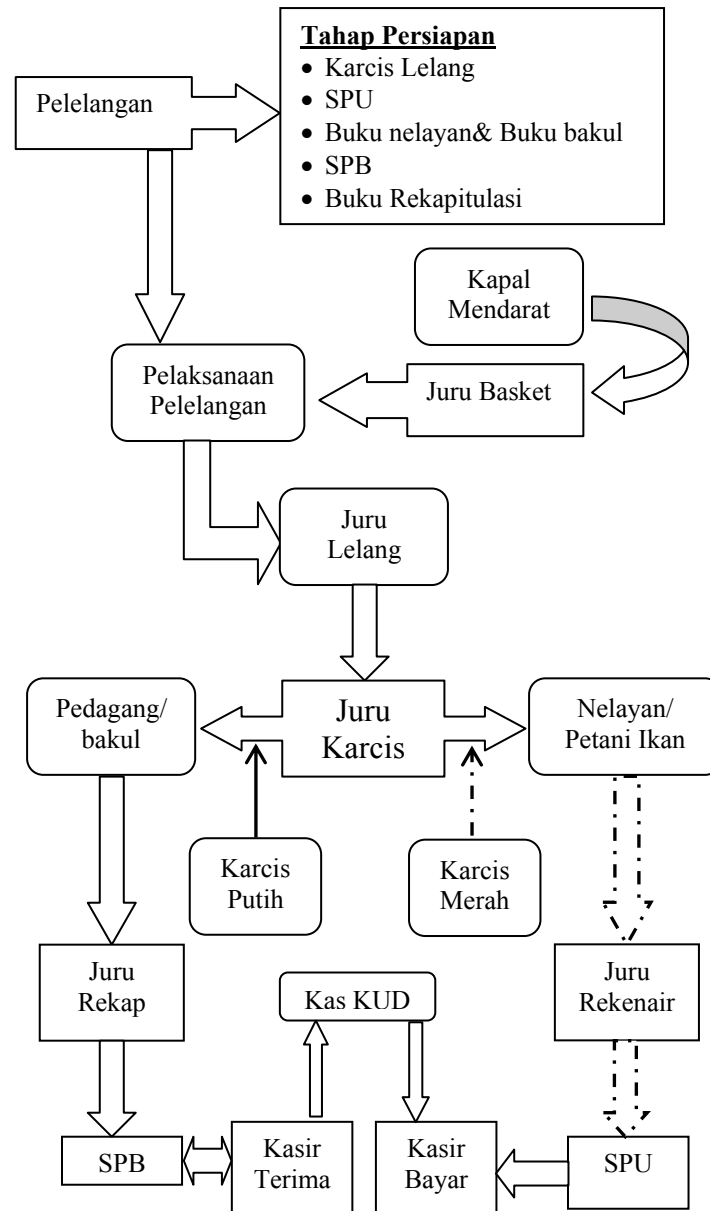 Tahap Persiapan
• Karcis Lelang
• SPU
• Buku nelayan& Buku bakul
• SPB
• Buku Rekapitulasi
Pelelangan
Kapal
Mendarat
Pelaksanaan
Pelelangan
Juru Basket
Juru
Lelang
Pedagang/
bakul
Juru
Karcis
Nelayan/
Petani Ikan
Karcis
Putih
Karcis
Merah
Juru
Rekap
Kas KUD
Juru
Rekenair
SPB
Kasir
Terima
Kasir
Bayar
SPU